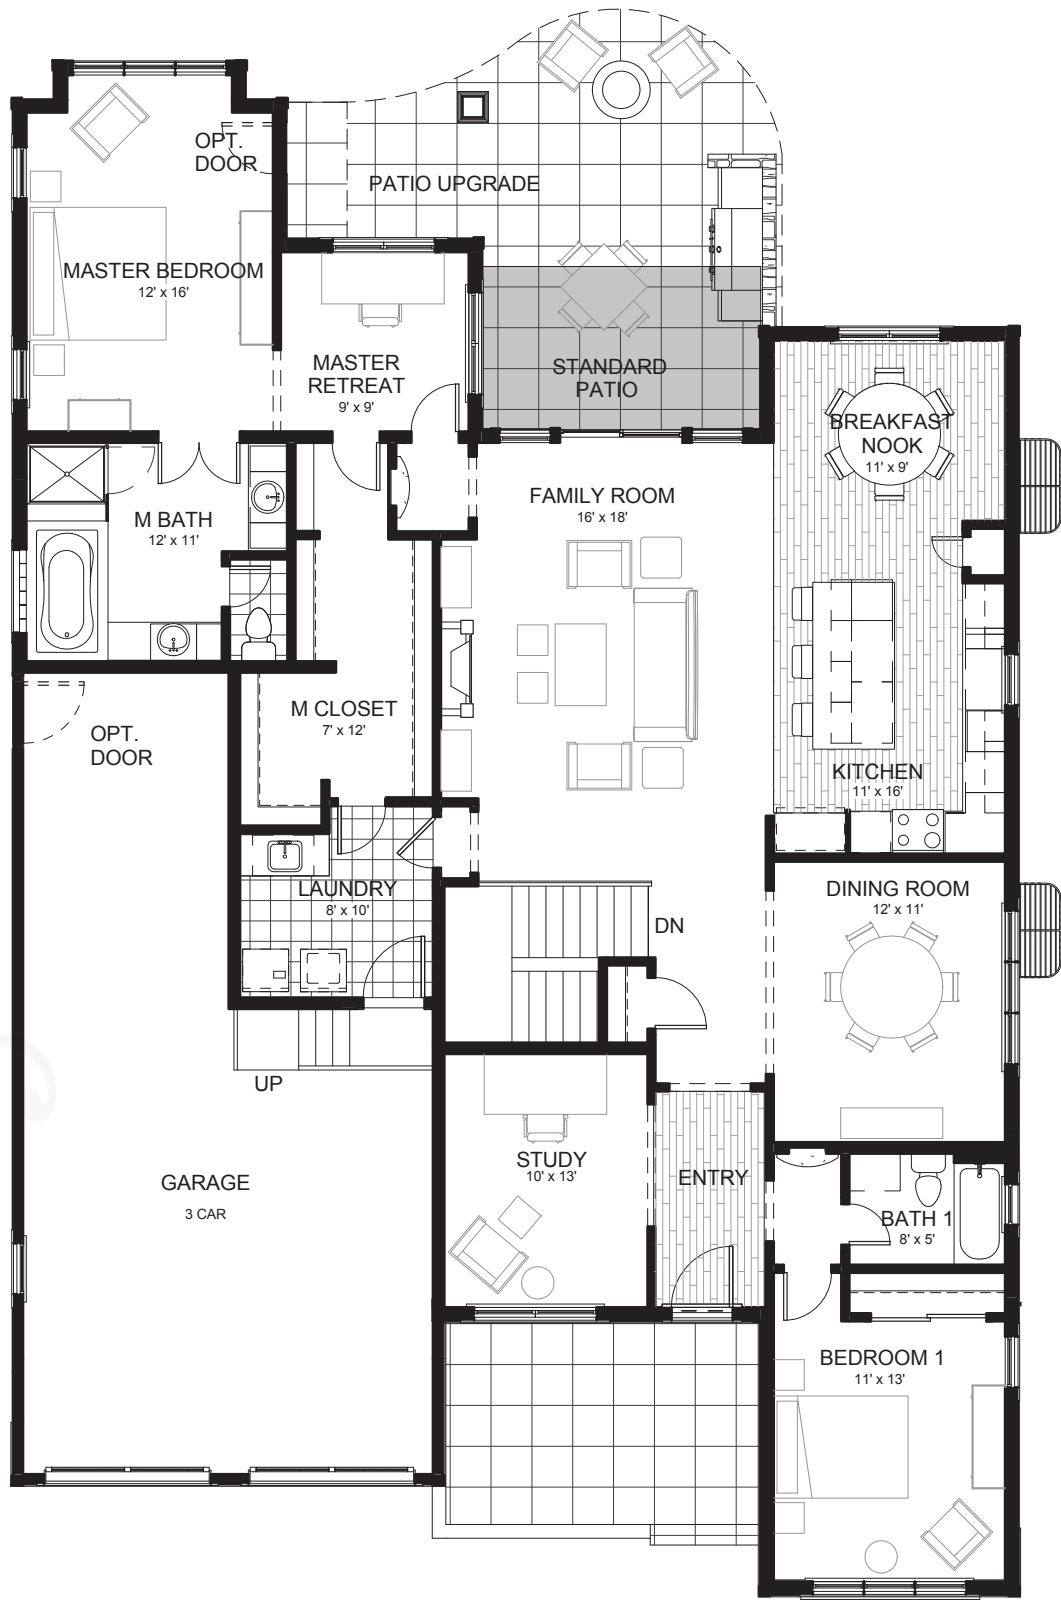 OPT.
DOOR
PATIO UPGRADE
MASTER BEDROOM
12' x 16'
MASTER
RETREAT
9' x 9'
STANDARD
PATIO
BREAKFAST
NOOK
11' x 9'
FAMILY ROOM
16' x 18'
M BATH
12' x 11'
M CLOSET
7' x 12'
OPT.
DOOR
KITCHEN
11' x 16'
LAUNDRY
8' x 10'
DINING ROOM
12' x 11'
DN
UP
STUDY
10' x 13'
ENTRY
GARAGE
3 CAR
BATH 1
8' x 5'
BEDROOM 1
11' x 13'